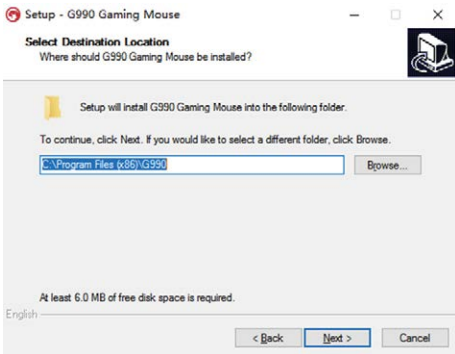 Setup - G990 Gaming Mouse
Select Destination Location
Where should G990 Gaming Mouse be installed?
Setup will install G990 Gaming Mouse into the following folder.
To continue, click Next. If you would like to select a different folder, click Browse.
C:\Program Files (x86)\G990
Browse...
At least 6.0 MB of free disk space is required.
English
< Back
Next >
Cancel